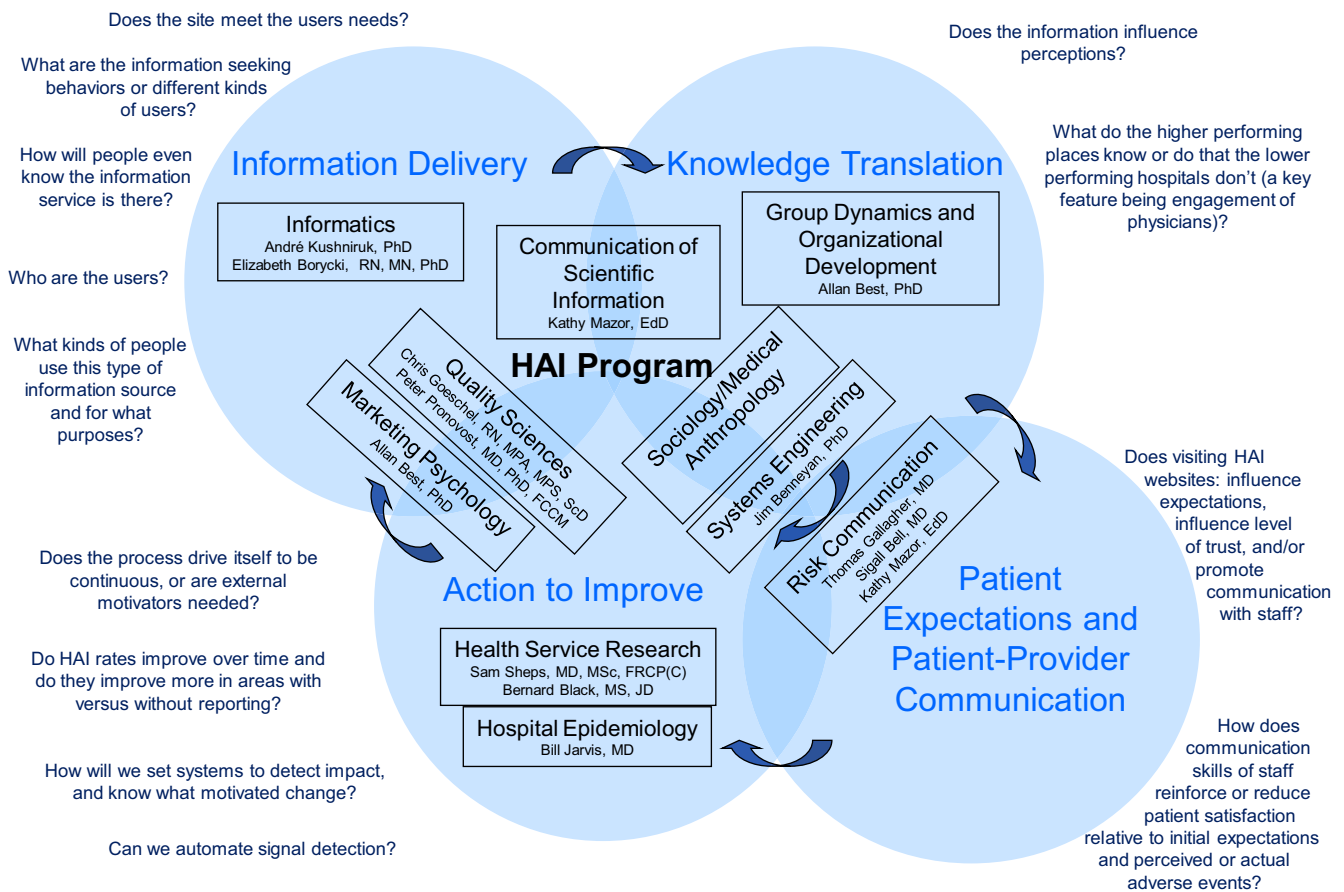 Does the site meet the users needs?
What are the information seeking
behaviors or different kinds
of users?
How will people even
know the information
service is there?
Who are the users?
What kinds of people
use this type of
information source
and for what
purposes?
Does the process drive itself to be
continuous, or are external
motivators needed?
Do HAI rates improve over time and
do they improve more in areas with
versus without reporting?
How will we set systems to detect impact,
and know what motivated change?
Can we automate signal detection?
Information Delivery
Informatics
André Kushniruk, PhD
Elizabeth Borycki, RN, MN, PhD
Communication of
Scientific
Information
Kathy Mazor, EdD
Knowledge Translation
Group Dynamics and
Organizational
Development
Allan Best, PhD
HAI Program
Quality Sciences
Chris Goeschel, RN, MPA, MPS, ScD
Peter Pronovost, MD, PhD, FCCM
Marketing Psychology
Allan Best, PhD
Sociology/Medical
Anthropology
Systems Engineering
Jim Benneyan, PhD
Risk Communication
Thomas Gallagher, MD
Sigall Bell, MD
Kathy Mazor, EdD
Action to Improve
Health Service Research
Sam Sheps, MD, MSc, FRCP(C)
Bernard Black, MS, JD
Hospital Epidemiology
Bill Jarvis, MD
Patient
Expectations and
Patient-Provider
Communication
Does the information influence
perceptions?
What do the higher performing
places know or do that the lower
performing hospitals don’t (a key
feature being engagement of
physicians)?
Does visiting HAI
websites: influence
expectations,
influence level
of trust, and/or
promote
communication
with staff?
How does
communication
skills of staff
reinforce or reduce
patient satisfaction
relative to initial expectations
and perceived or actual
adverse events?